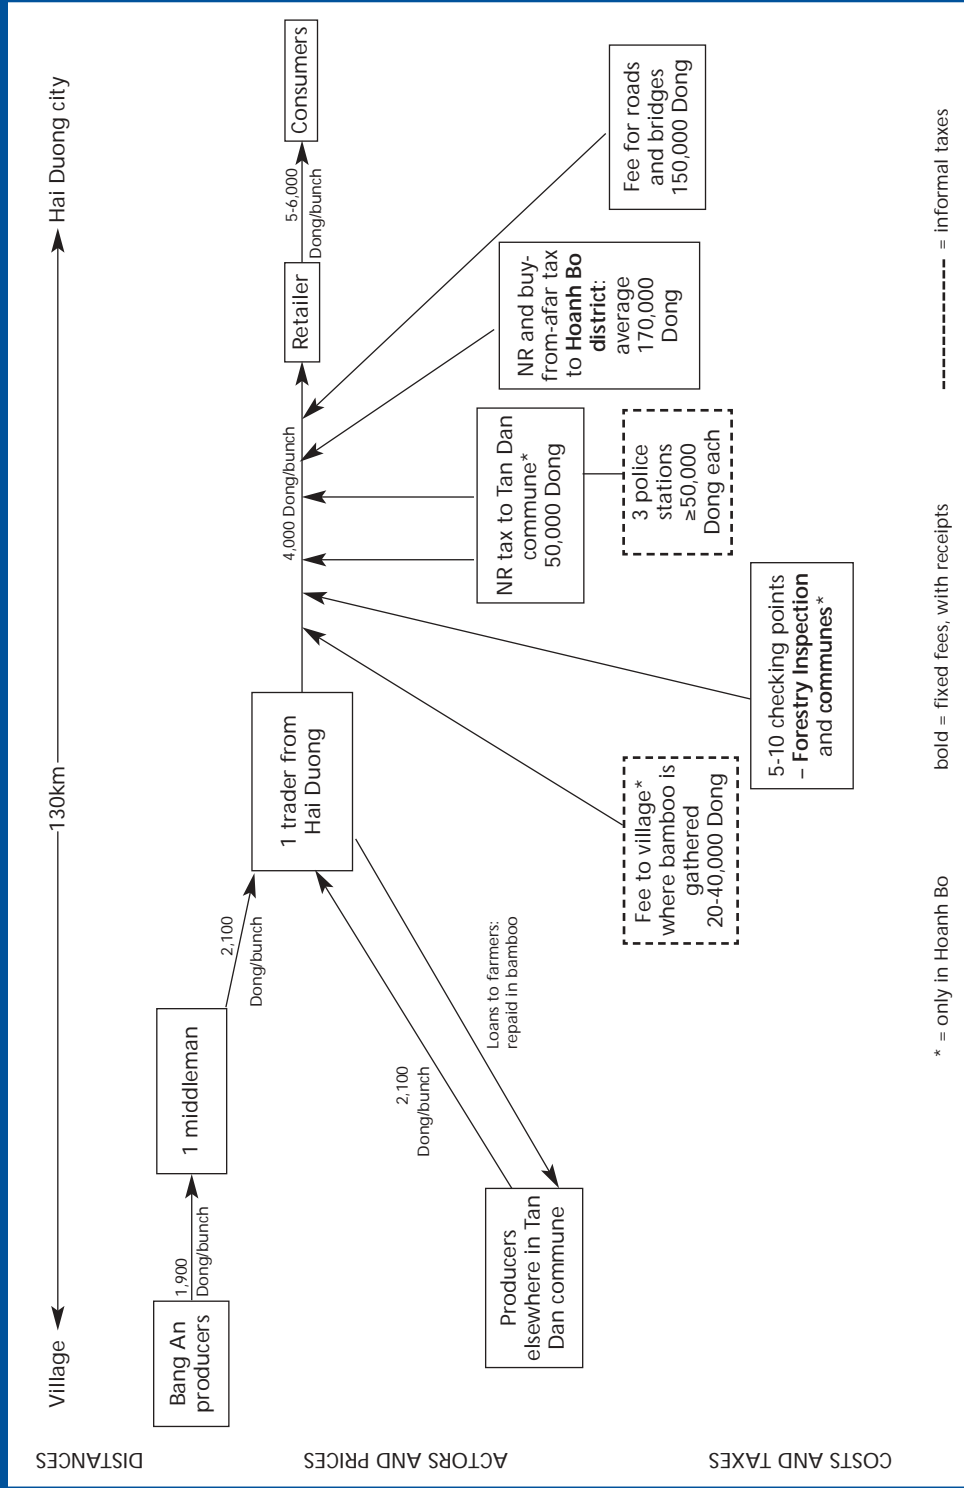 DISTANCES
Village
130km
Hai Duong city
ACTORS AND PRICES
Bang An
producers
1,900
Dong/bunch
1 middleman
2,100
Dong/bunch
1 trader from
Hai Duong
4,000 Dong/bunch
Retailer
5-6,000
Dong/bunch
Consumers
Producers
elsewhere in Tan
Dan commune
2,100
Dong/bunch
Loans to farmers:
repaid in bamboo
COSTS AND TAXES
Fee to village*
where bamboo is
gathered
20-40,000 Dong
5-10 checking points
– Forestry Inspection
and communes*
NR tax to Tan Dan
commune*
50,000 Dong
3 police
stations
≥50,000
Dong each
NR and buy-
from-afar tax
to Hoanh Bo
district:
average
170,000
Dong
Fee for roads
and bridges
150,000 Dong
* = only in Hoanh Bo
bold = fixed fees, with receipts
= informal taxes